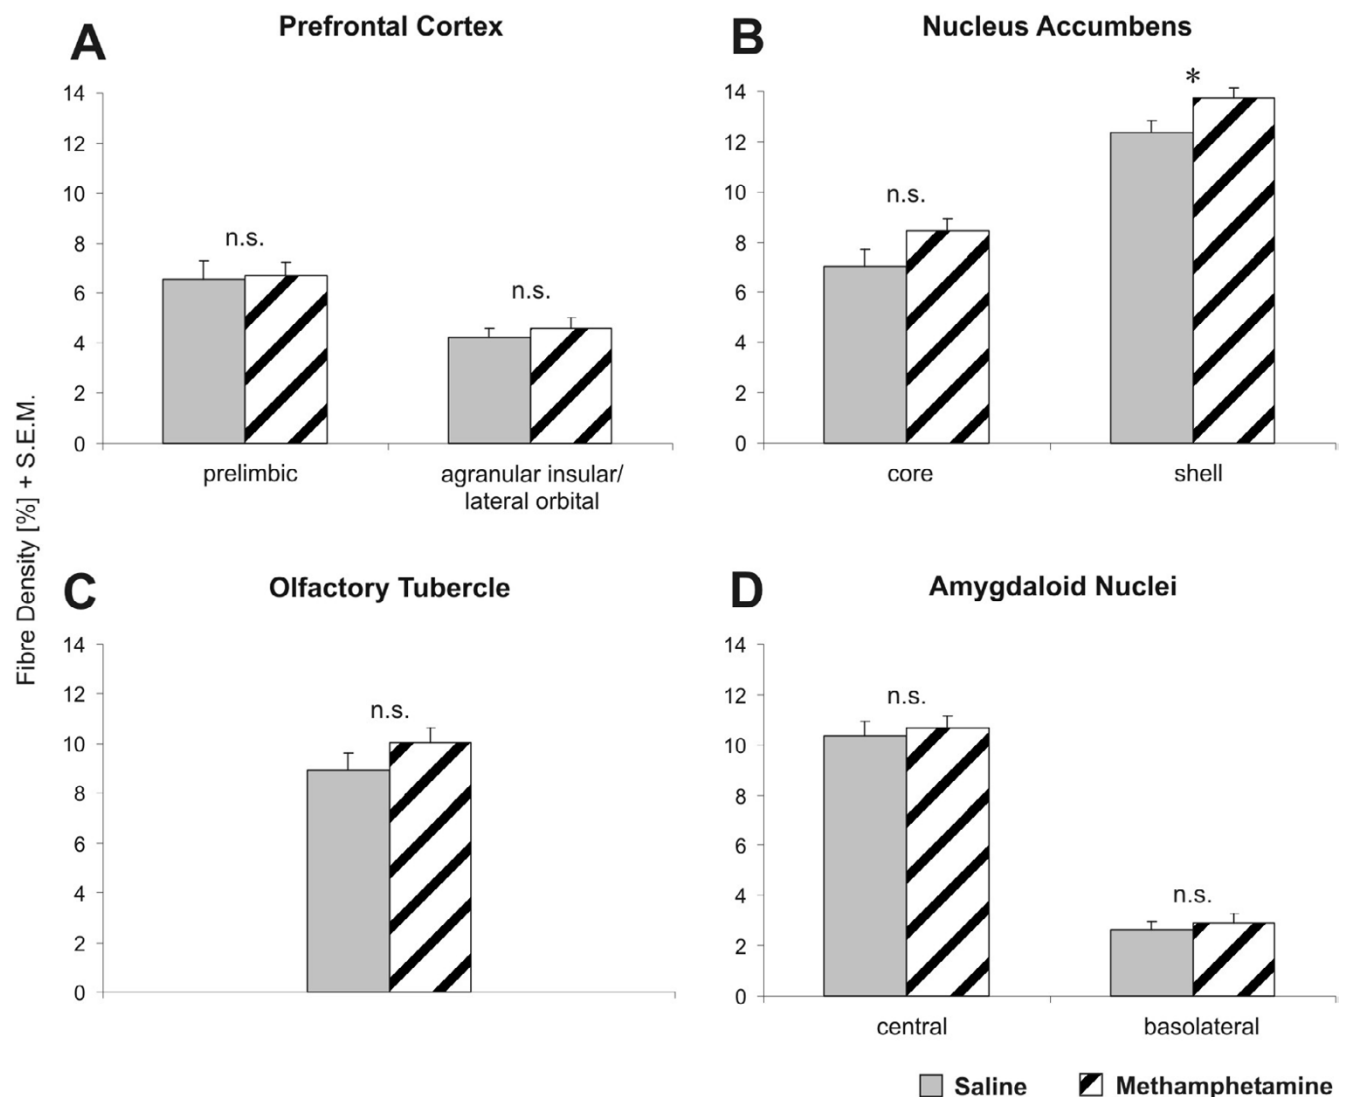 A
Prefrontal Cortex
14
12
10
8
6
4
2
0
n.s.
n.s.
prelimbic
agranular insular/
lateral orbital
B
Nucleus Accumbens
14
12
10
8
6
4
2
0
n.s.
*
core
shell
Fibre Density [%] + S.E.M.
C
Olfactory Tubercle
14
12
10
8
6
4
2
0
n.s.
D
Amygdaloid Nuclei
14
12
10
8
6
4
2
0
n.s.
n.s.
central
basolateral
Saline
Methamphetamine